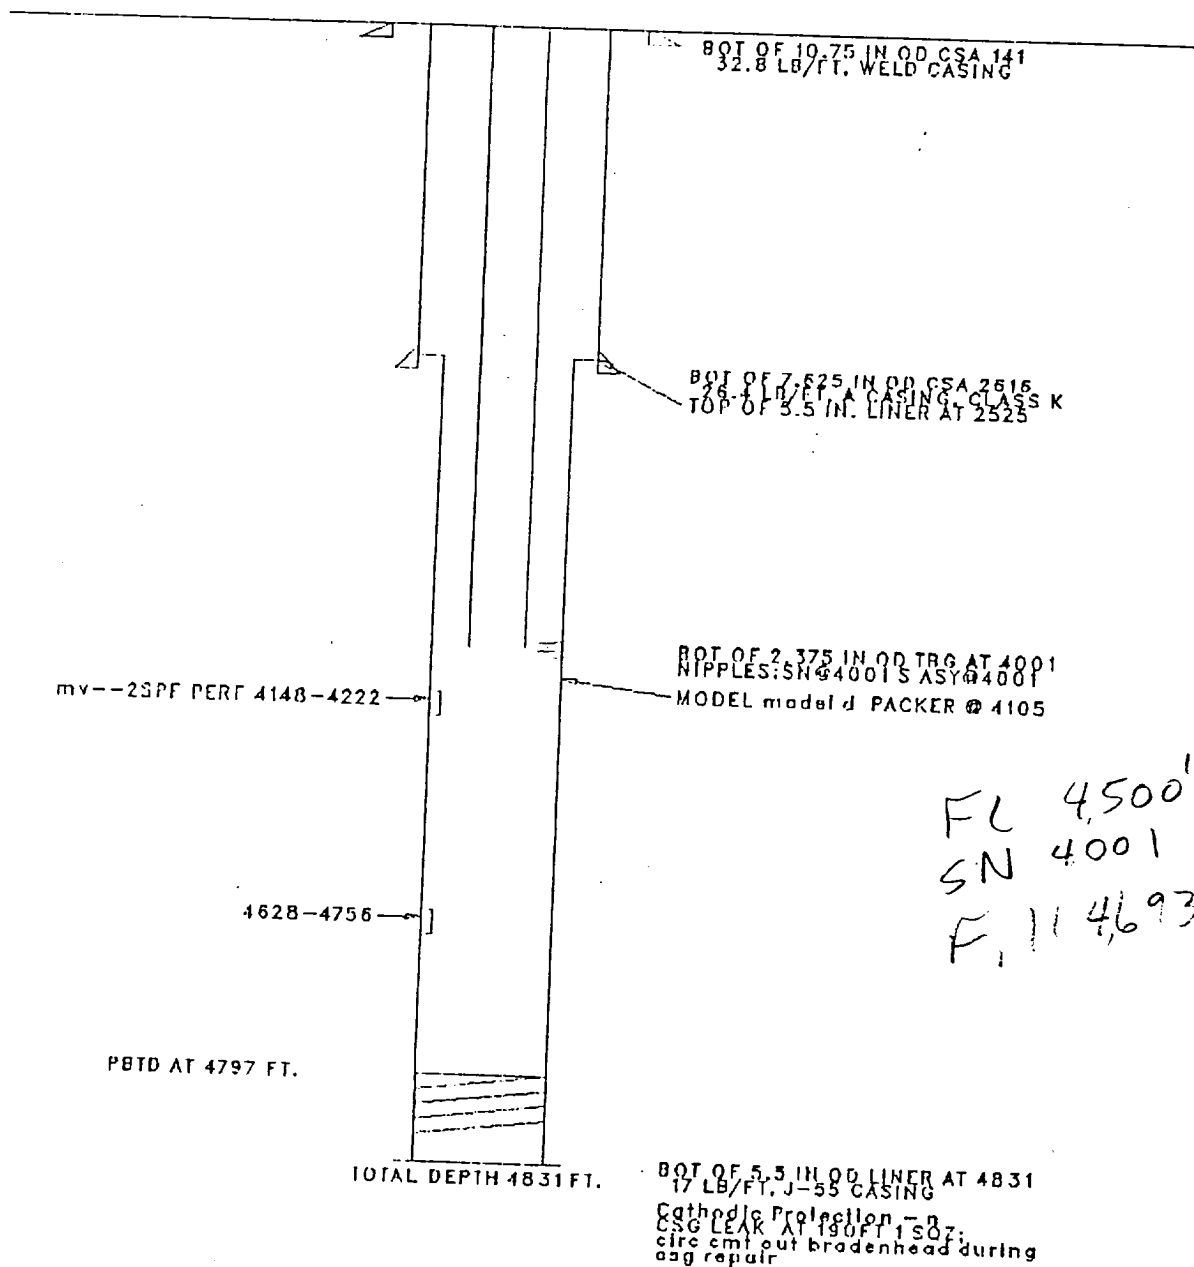 BOT OF 10.75 IN OD CSA 141
32.8 LB/FT, WELD CASING
BOT OF 7.625 IN OD CSA 2616
26.4 LB/FT, A CASING, CLASS K
TOP OF 5.5 IN. LINER AT 2525
BOT OF 2.375 IN OD TBG AT 4001
NIPPLES:SN@4001 S ASY@4001
mv--2SPF PERF 4148-4222
MODEL model d PACKER @ 4105
FL 4,500'
SN 4001
4,693
4628-4756
PBTD AT 4797 FT.
TOTAL DEPTH 4831 FT.
BOT OF 5.5 IN OD LINER AT 4831
17 LB/FT, J-55 CASING
Cathodic Protection - n
CSG LEAK AT 190FT 1 SQZ;
circ cmt out bradenhead during
csg repair